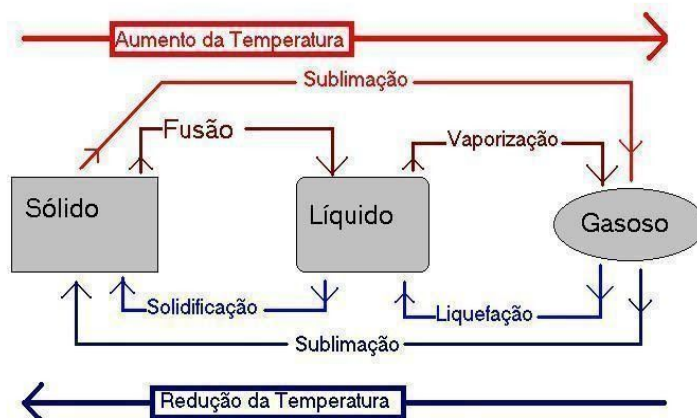 Aumento da Temperatura
Sublimação
Fusão
Vaporização
Sólido
Líquido
Gasoso
Solidificação
Liquefação
Sublimação
Redução da Temperatura